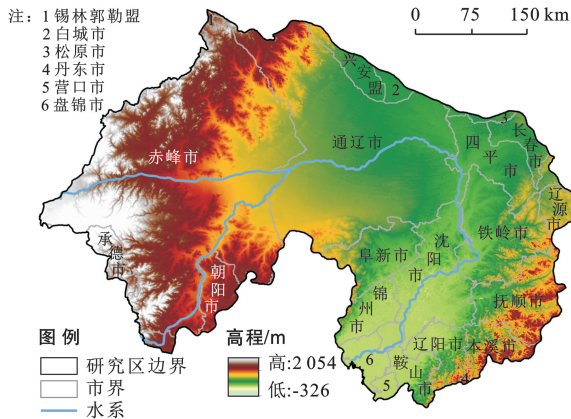 注：1 锡林郭勒盟
2 白城市
3 松原市
4 丹东市
5 营口市
6 盘锦市
0 75 150 km
兴安盟
2
3
长春市
通辽市
四平市
赤峰市
辽源市
沈阳市
铁岭市
承德市
阜新市
朝阳市
锦州市
抚顺市
辽阳市
本溪市
6
鞍山市
4
5
图例
研究区边界
市界
水系
高程/m
高:2 054
低:-326